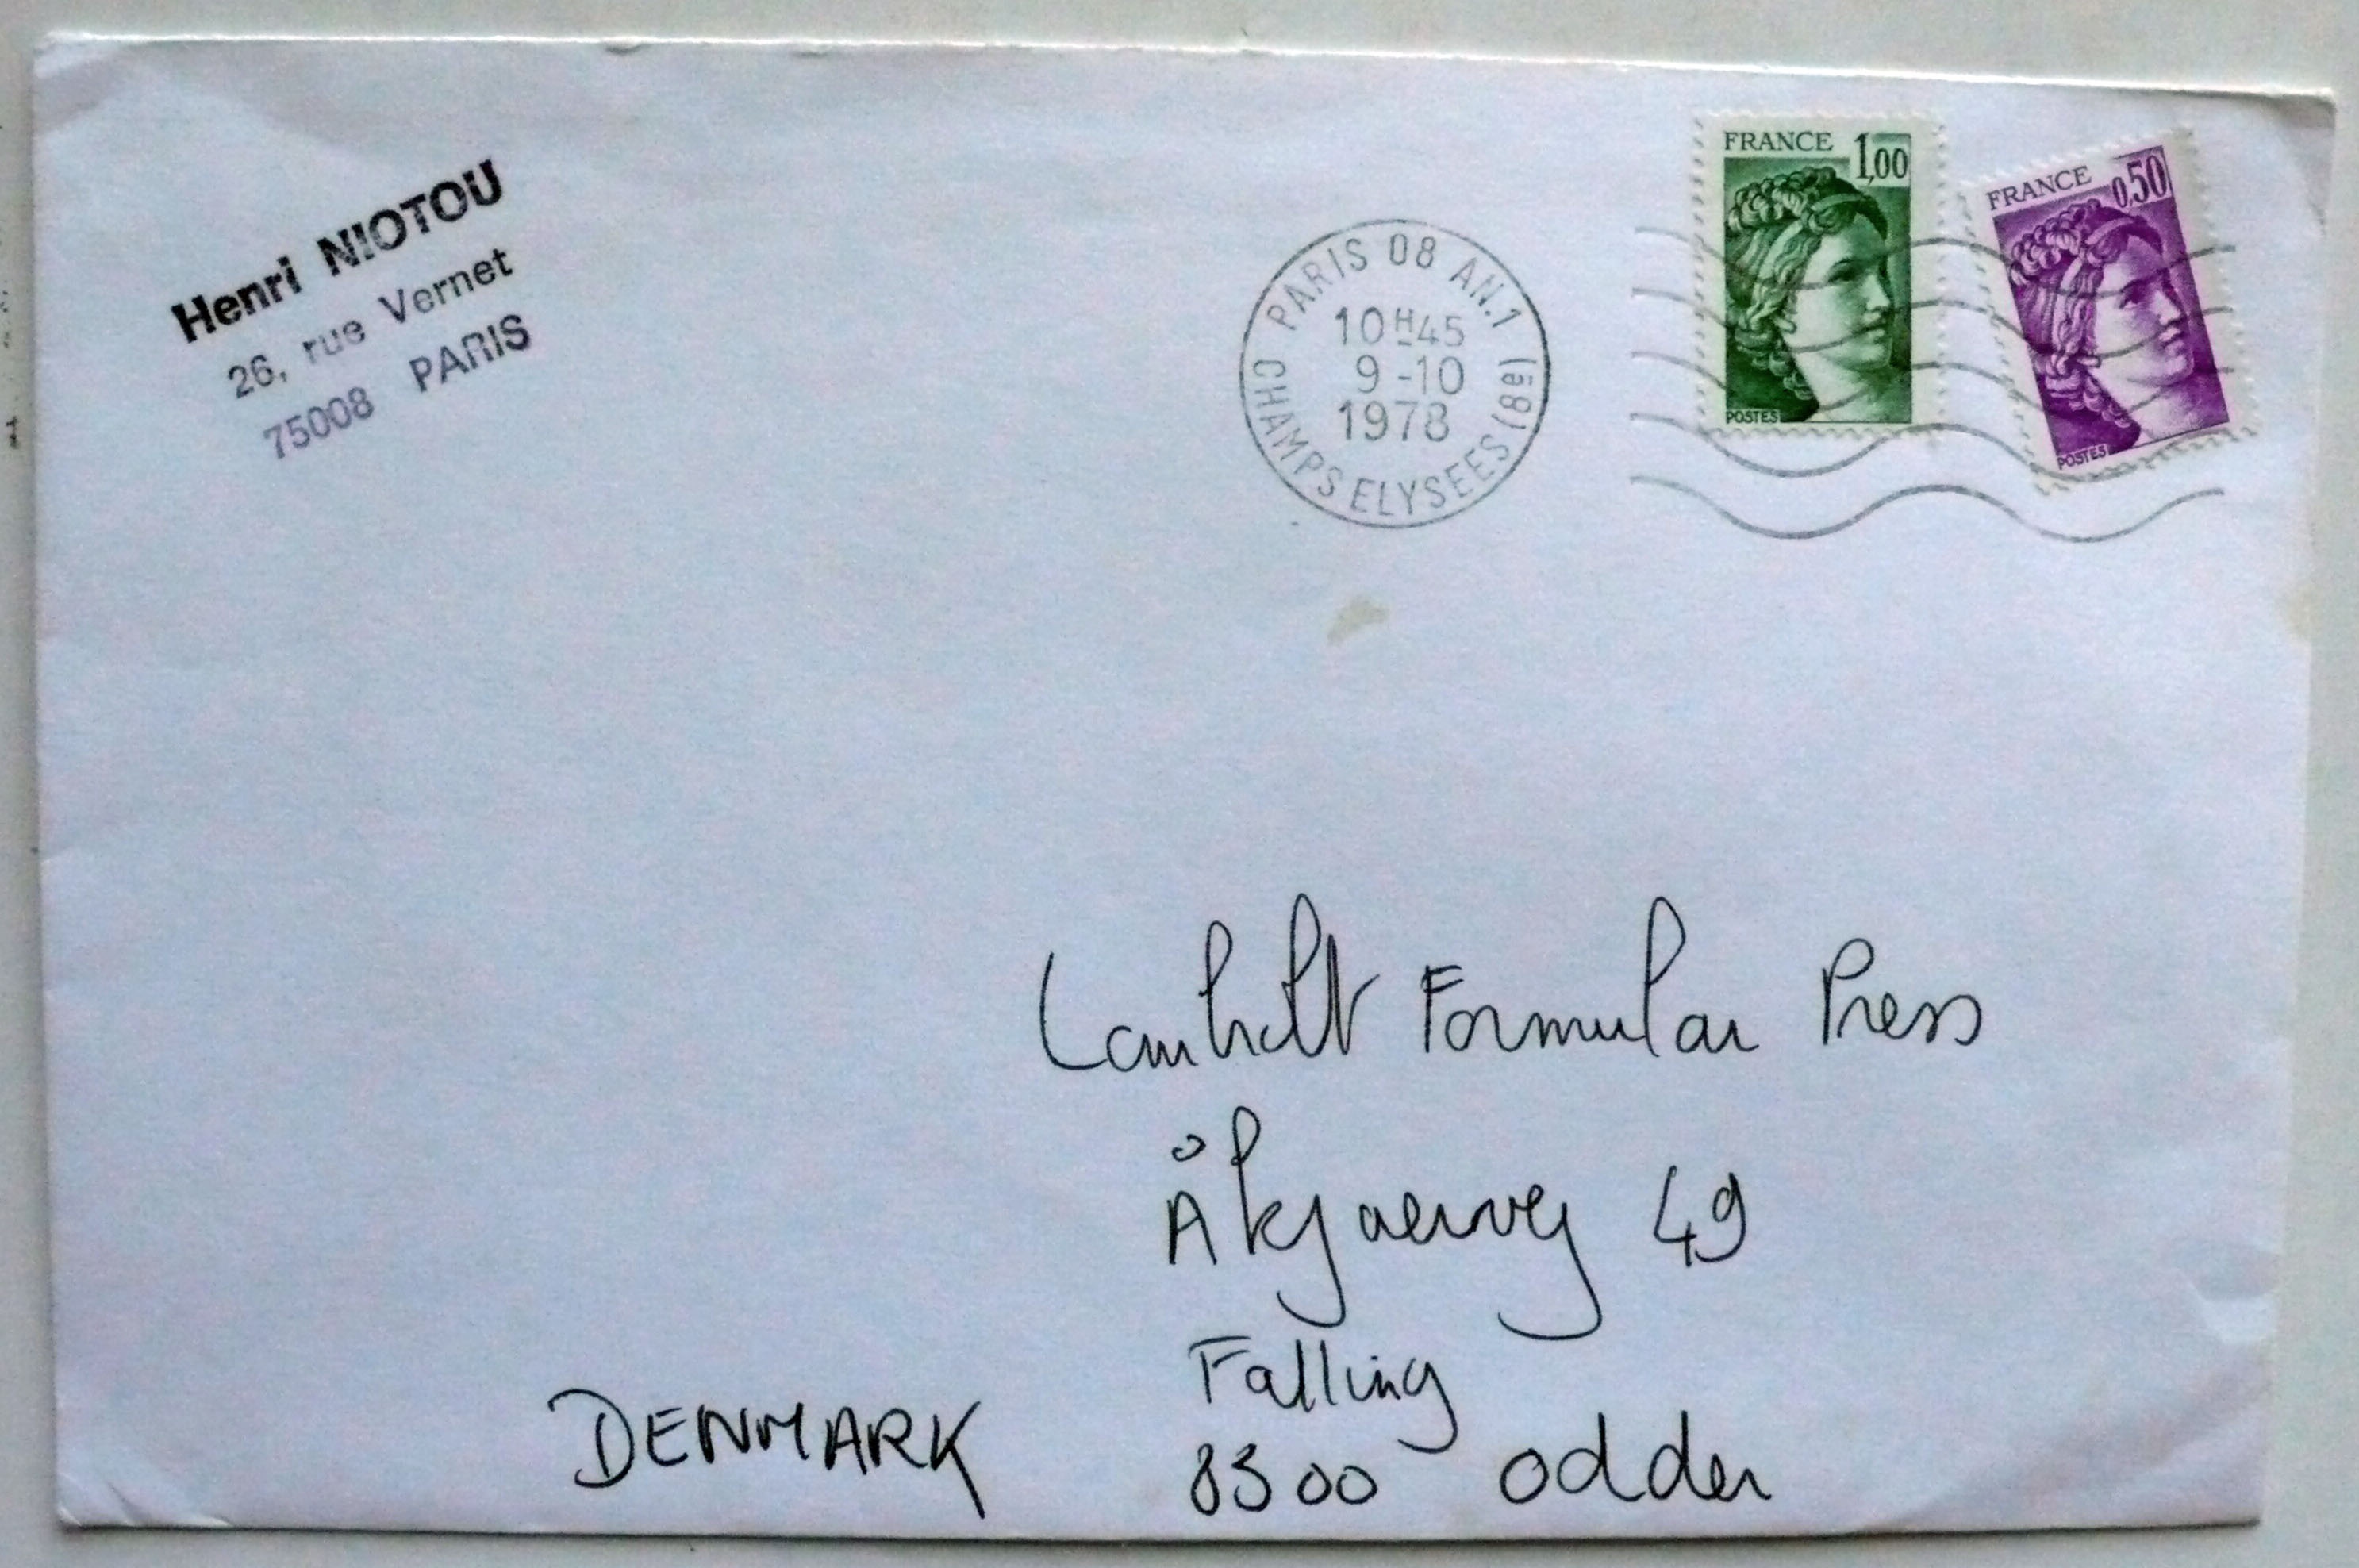 Henri NIOTOU
26, rue Vernet
75008 PARIS
PARIS 08 AN.1 (8E)
10H45
9-10
1978
CHAMPS ELYSEES
FRANCE 1,00
POSTES
FRANCE 0,50
POSTES
Formular Press
Åkjaervej 49
Falling
8300 Odder
DENMARK